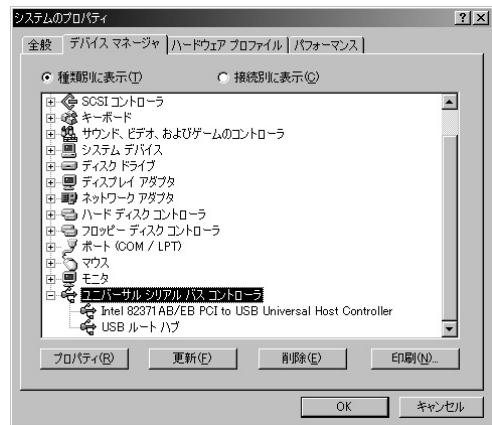 システムのプロパティ
全般 デバイス マネージャ ハードウェア プロファイル パフォーマンス
種類別に表示(T) 接続別に表示(C)
SCSI コントローラ
キーボード
サウンド、ビデオ、およびゲームのコントローラ
システム デバイス
ディスク ドライブ
ディスプレイ アダプタ
ネットワーク アダプタ
ハード ディスク コントローラ
フロッピー ディスク コントローラ
ポート (COM / LPT)
マウス
モニタ
ユニバーサル シリアル バス コントローラ
Intel 82371AB/EB PCI to USB Universal Host Controller
USB ルート ハブ
プロパティ(R) 更新(F) 削除(E) 印刷(N)...
OK キャンセル